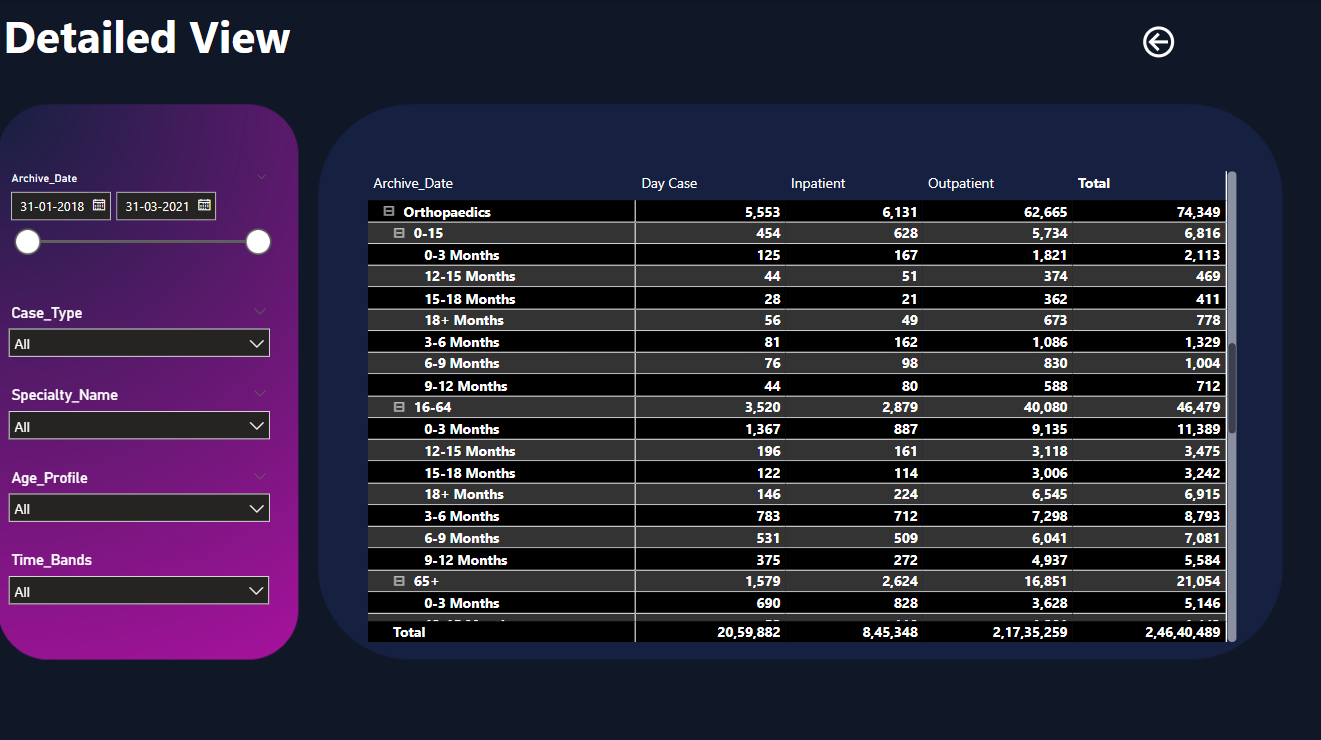 Detailed View
Archive_Date
31-01-2018 31-03-2021
Case_Type
All
Specialty_Name
All
Age_Profile
All
Time_Bands
All
Archive_Date Day Case Inpatient Outpatient Total
Orthopaedics 5,553 6,131 62,665 74,349
0-15 454 628 5,734 6,816
0-3 Months 125 167 1,821 2,113
12-15 Months 44 51 374 469
15-18 Months 28 21 362 411
18+ Months 56 49 673 778
3-6 Months 81 162 1,086 1,329
6-9 Months 76 98 830 1,004
9-12 Months 44 80 588 712
16-64 3,520 2,879 40,080 46,479
0-3 Months 1,367 887 9,135 11,389
12-15 Months 196 161 3,118 3,475
15-18 Months 122 114 3,006 3,242
18+ Months 146 224 6,545 6,915
3-6 Months 783 712 7,298 8,793
6-9 Months 531 509 6,041 7,081
9-12 Months 375 272 4,937 5,584
65+ 1,579 2,624 16,851 21,054
0-3 Months 690 828 3,628 5,146
Total 20,59,882 8,45,348 2,17,35,259 2,46,40,489